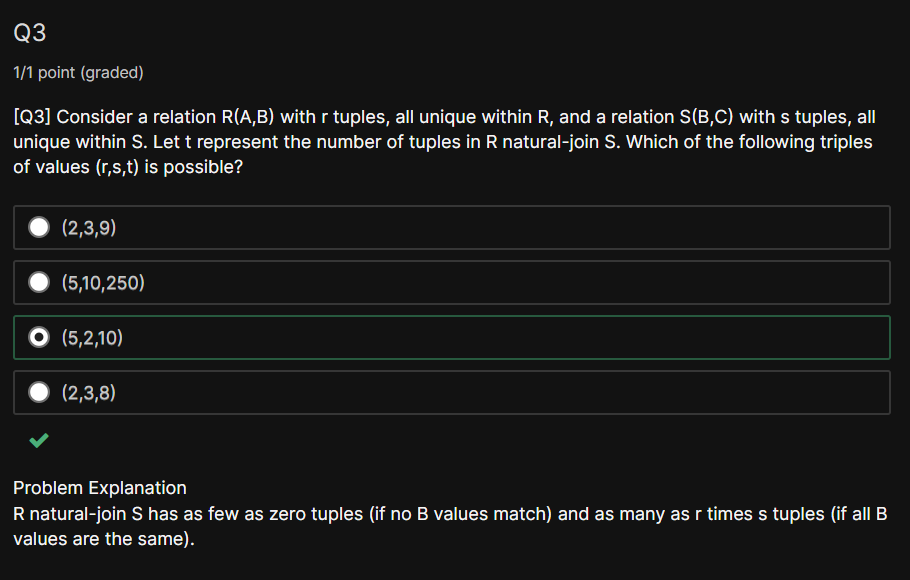 Q3
1/1 point (graded)
[Q3] Consider a relation R(A,B) with r tuples, all unique within R, and a relation S(B,C) with s tuples, all
unique within S. Let t represent the number of tuples in R natural-join S. Which of the following triples
of values (r,s,t) is possible?
(2,3,9)
(5,10,250)
(5,2,10)
(2,3,8)
Problem Explanation
R natural-join S has as few as zero tuples (if no B values match) and as many as r times s tuples (if all B
values are the same).